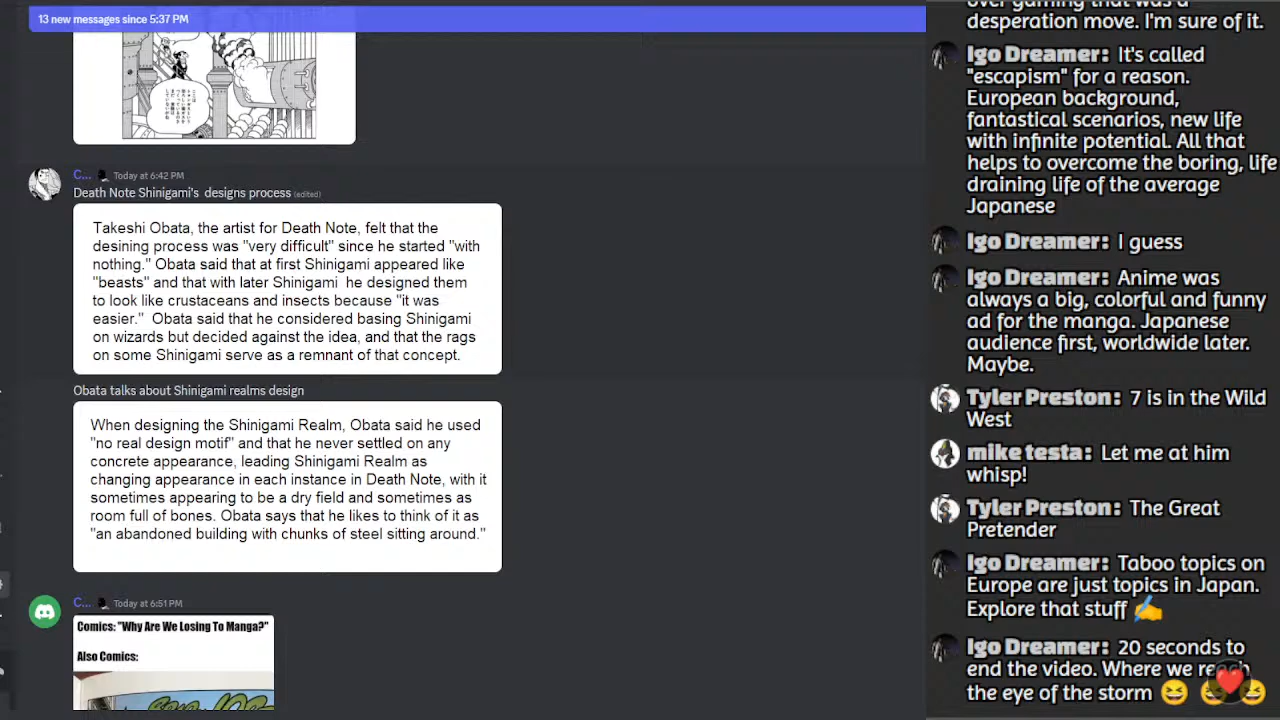 13 new messages since 5:37 PM
C... Today at 6:42 PM
Death Note Shinigami's designs process (edited)
Takeshi Obata, the artist for Death Note, felt that the
desining process was "very difficult" since he started "with
nothing." Obata said that at first Shinigami appeared like
"beasts" and that with later Shinigami he designed them
to look like crustaceans and insects because "it was
easier." Obata said that he considered basing Shinigami
on wizards but decided against the idea, and that the rags
on some Shinigami serve as a remnant of that concept.
Obata talks about Shinigami realms design
When designing the Shinigami Realm, Obata said he used
"no real design motif" and that he never settled on any
concrete appearance, leading Shinigami Realm as
changing appearance in each instance in Death Note, with it
sometimes appearing to be a dry field and sometimes as
room full of bones. Obata says that he likes to think of it as
"an abandoned building with chunks of steel sitting around."
C... Today at 6:51 PM
Comics: "Why Are We Losing To Manga?"
Also Comics:
over gaming that was a
desperation move. I'm sure of it.
Igo Dreamer: It's called
"escapism" for a reason.
European background,
fantastical scenarios, new life
with infinite potential. All that
helps to overcome the boring, life
draining life of the average
Japanese
Igo Dreamer: I guess
Igo Dreamer: Anime was
always a big, colorful and funny
ad for the manga. Japanese
audience first, worldwide later.
Maybe.
Tyler Preston: 7 is in the Wild
West
mike testa: Let me at him
whisp!
Tyler Preston: The Great
Pretender
Igo Dreamer: Taboo topics on
Europe are just topics in Japan.
Explore that stuff ✍️
Igo Dreamer: 20 seconds to
end the video. Where we reach
the eye of the storm 😆 😆 😆